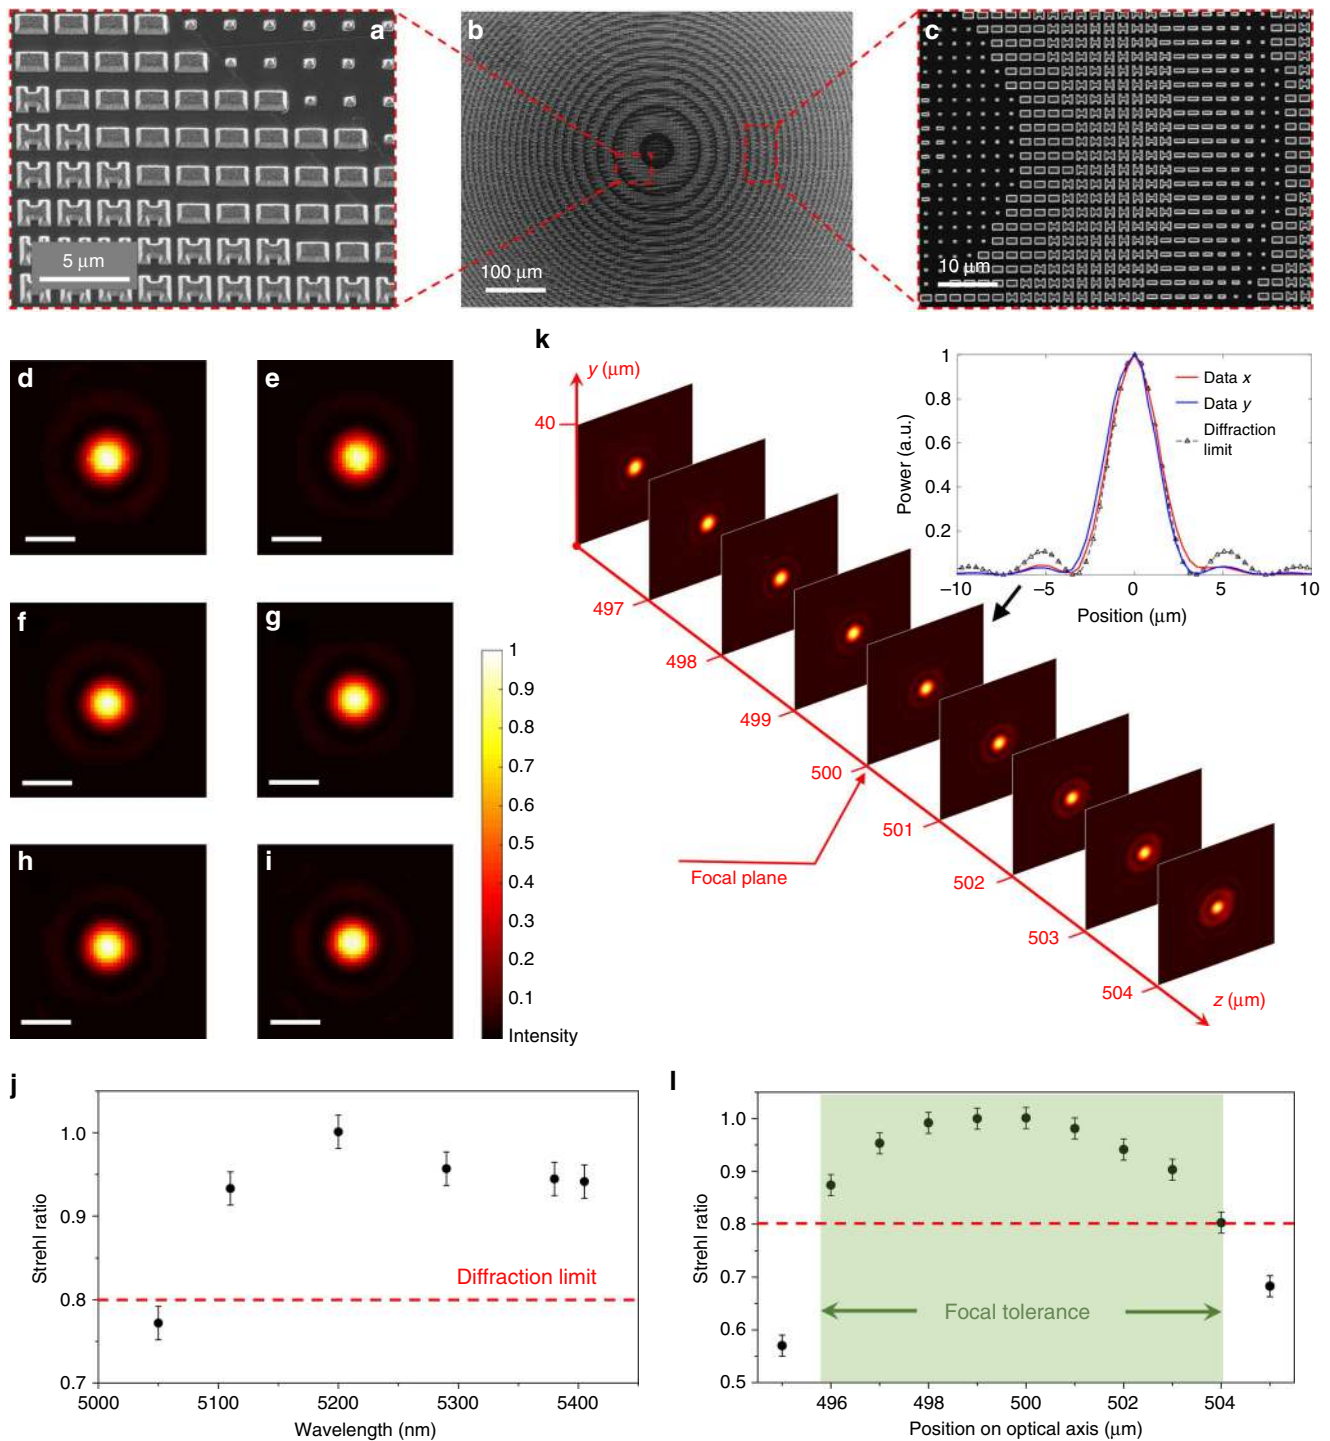 a
b
c
5 μm
100 μm
10 μm
d
e
f
g
h
i
1
0.9
0.8
0.7
0.6
0.5
0.4
0.3
0.2
0.1
Intensity
k
y (μm)
40
497
498
499
500
501
502
503
504
z (μm)
Focal plane
Power (a.u.)
1
0.8
0.6
0.4
0.2
−10
−5
0
5
10
Position (μm)
Data x
Data y
Diffraction
limit
j
Strehl ratio
1.0
0.9
0.8
0.7
Diffraction limit
5000
5100
5200
5300
5400
Wavelength (nm)
l
Strehl ratio
1.0
0.9
0.8
0.7
0.6
0.5
Focal tolerance
496
498
500
502
504
Position on optical axis (μm)